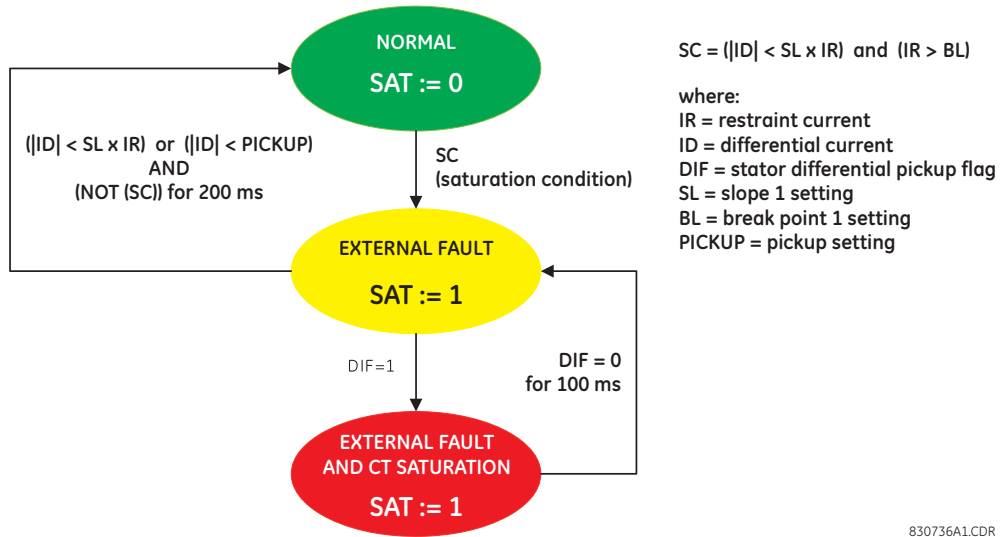 NORMAL
SAT := 0
(|ID| < SL x IR) or (|ID| < PICKUP)
AND
(NOT (SC)) for 200 ms
SC
(saturation condition)
EXTERNAL FAULT
SAT := 1
DIF=1
DIF = 0
for 100 ms
EXTERNAL FAULT
AND CT SATURATION
SAT := 1
SC = (|ID| < SL x IR) and (IR > BL)
where:
IR = restraint current
ID = differential current
DIF = stator differential pickup flag
SL = slope 1 setting
BL = break point 1 setting
PICKUP = pickup setting
830736A1.CDR